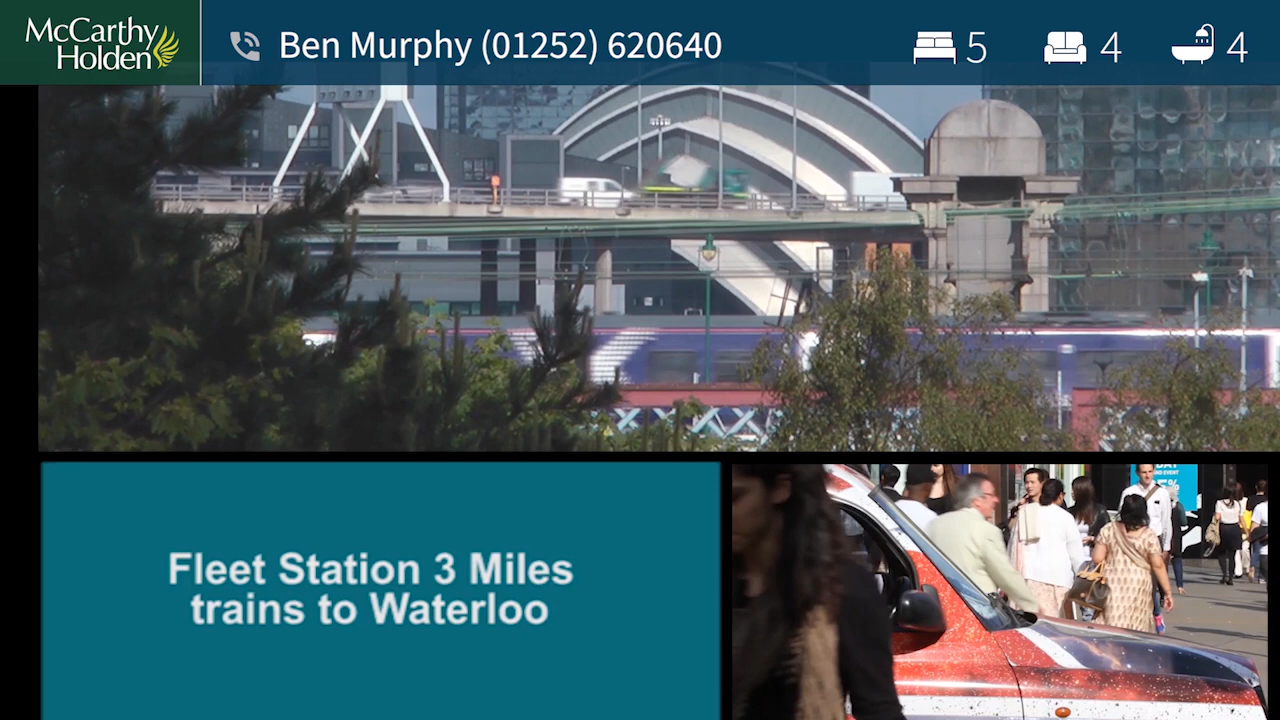 McCarthy
Holden
Ben Murphy (01252) 620640
5
4
4
Fleet Station 3 Miles
trains to Waterloo